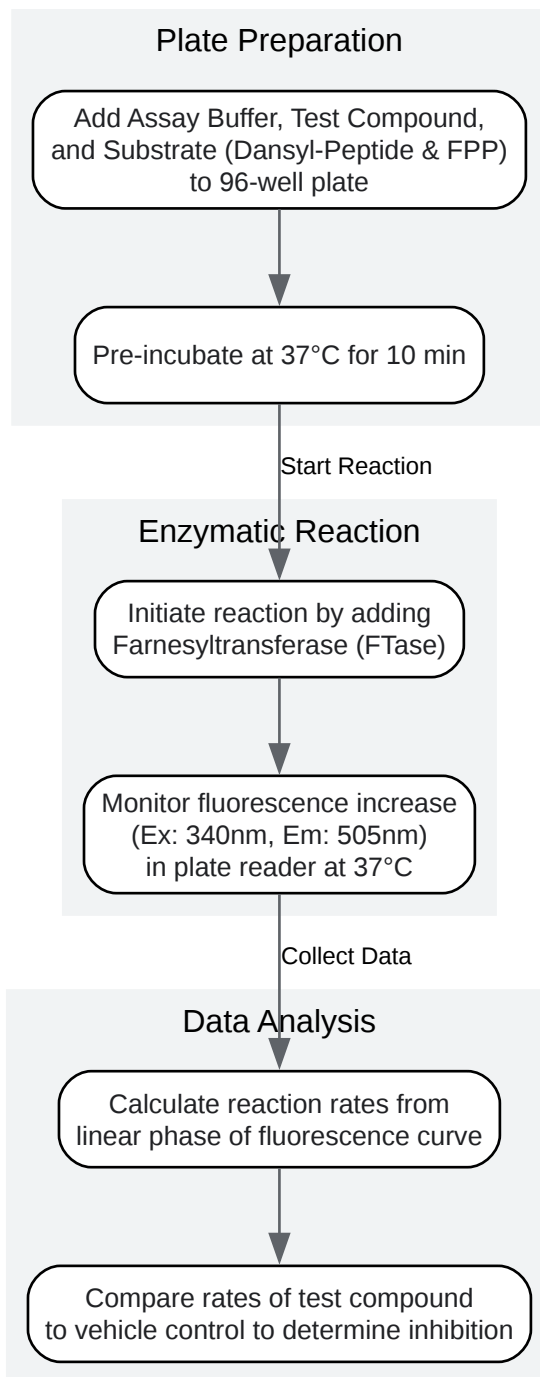 Plate Preparation
Add Assay Buffer, Test Compound,
and Substrate (Dansyl-Peptide & FPP)
to 96-well plate
Pre-incubate at 37°C for 10 min
Start Reaction
Enzymatic Reaction
Initiate reaction by adding
Farnesyltransferase (FTase)
Monitor fluorescence increase
(Ex: 340nm, Em: 505nm)
in plate reader at 37°C
Collect Data
Data Analysis
Calculate reaction rates from
linear phase of fluorescence curve
Compare rates of test compound
to vehicle control to determine inhibition